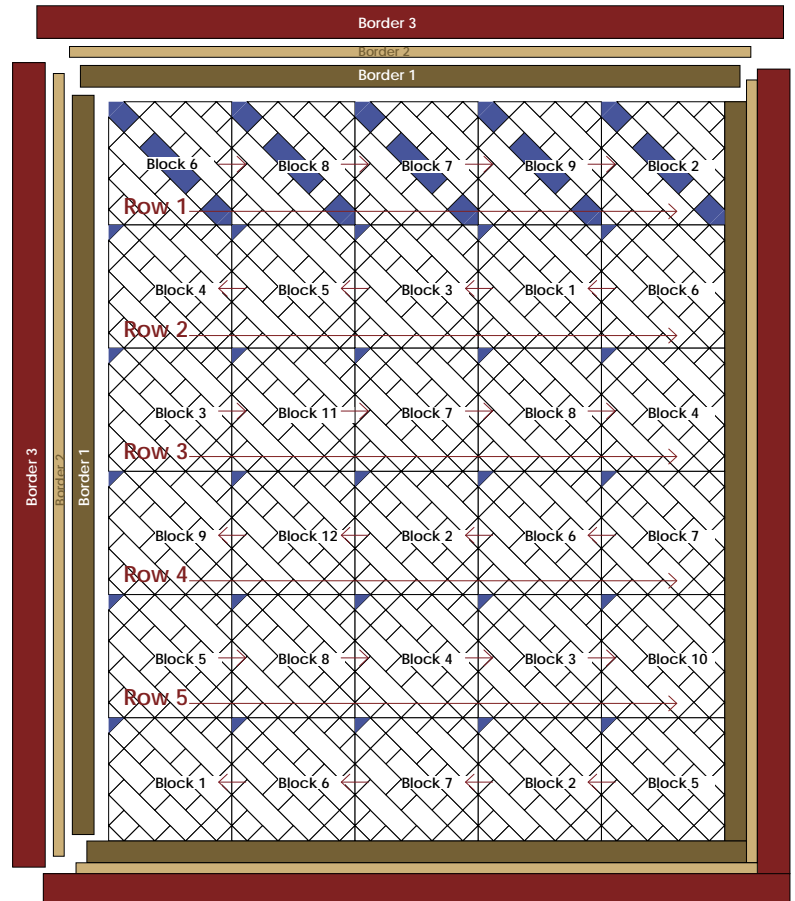 Border 3
Border 2
Border 1
Block 6 Block 8 Block 7 Block 9 Block 2
Row 1
Block 4 Block 5 Block 3 Block 1 Block 6
Row 2
Block 3 Block 11 Block 7 Block 8 Block 4
Row 3
Border 3
Border 2
Border 1
Block 9 Block 12 Block 2 Block 6 Block 7
Row 4
Block 5 Block 8 Block 4 Block 3 Block 10
Row 5
Block 1 Block 6 Block 7 Block 2 Block 5